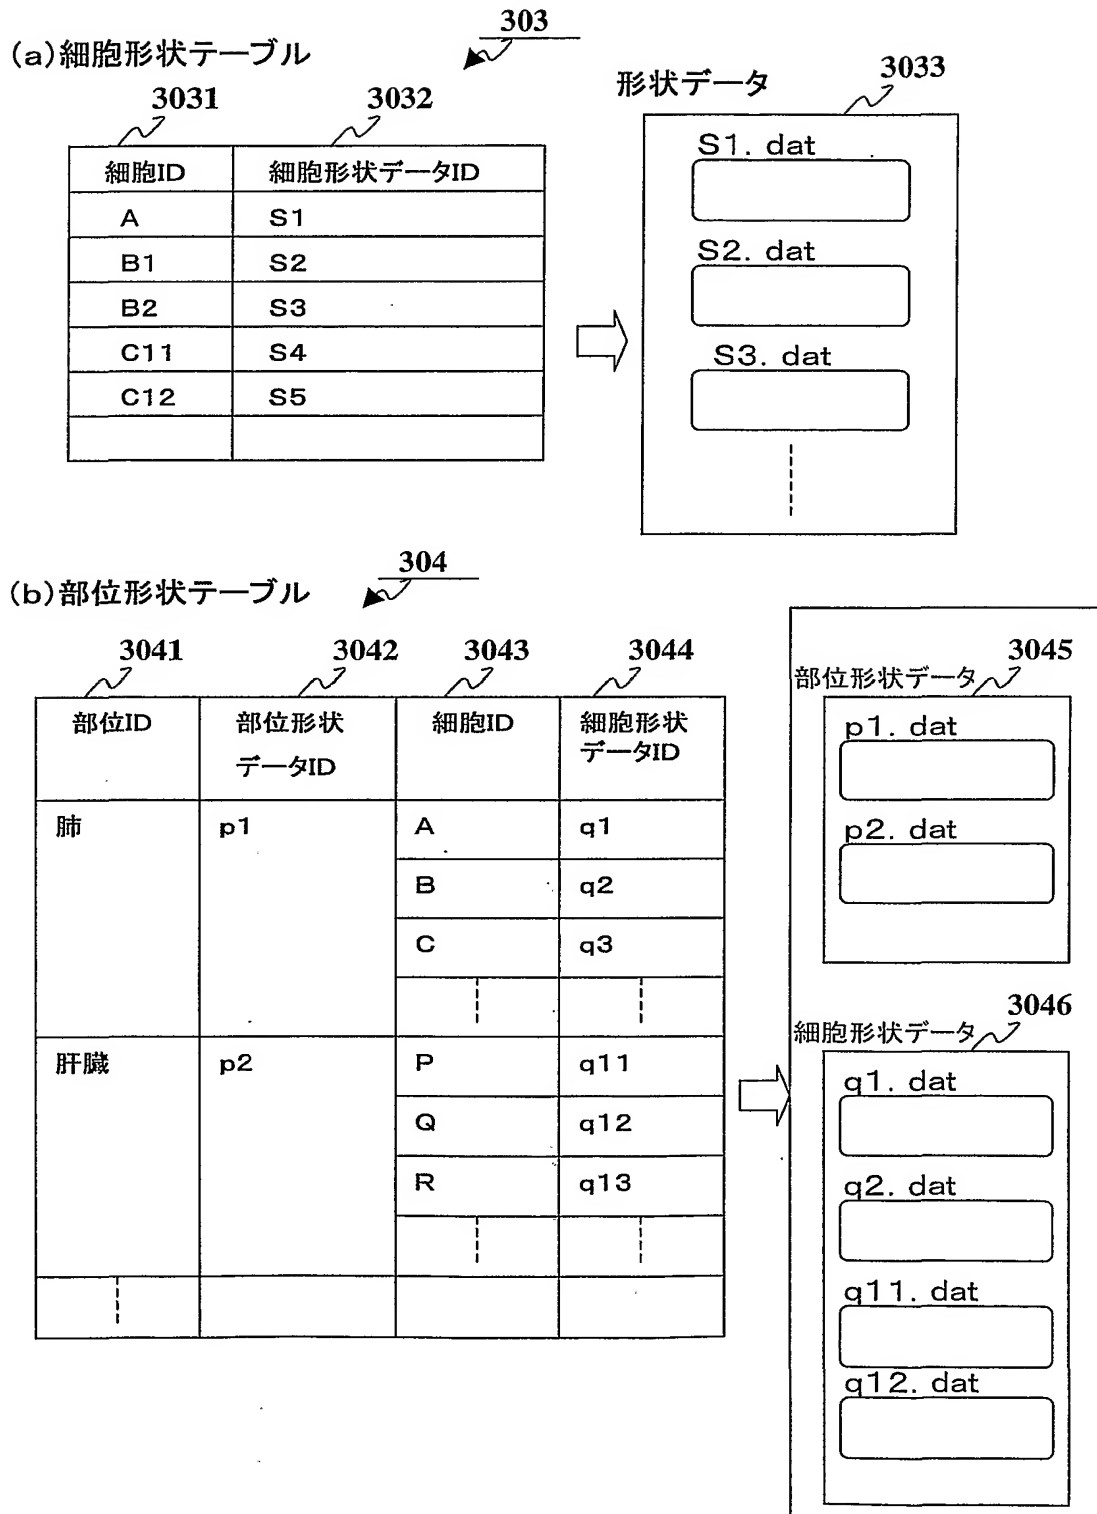 303
(a)細胞形状テーブル
3031
3032
細胞ID 細胞形状データID
A S1
B1 S2
B2 S3
C11 S4
C12 S5
形状データ
3033
S1. dat
S2. dat
S3. dat
304
(b)部位形状テーブル
3041
3042
3043
3044
部位ID 部位形状 細胞ID 細胞形状
データID データID
肺 p1 A q1
B q2
C q3
肝臓 p2 P q11
Q q12
R q13
3045
部位形状データ
p1. dat
p2. dat
3046
細胞形状データ
q1. dat
q2. dat
q11. dat
q12. dat